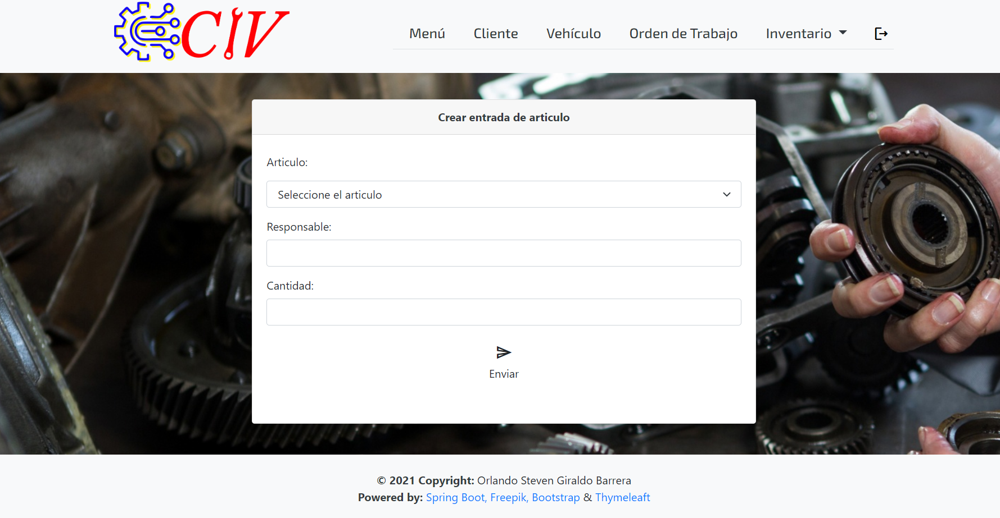 CIV
Menú Cliente Vehículo Orden de Trabajo Inventario
Crear entrada de articulo
Articulo:
Seleccione el articulo
Responsable:
Cantidad:
Enviar
© 2021 Copyright: Orlando Steven Giraldo Barrera
Powered by: Spring Boot, Freepik, Bootstrap & Thymeleaft